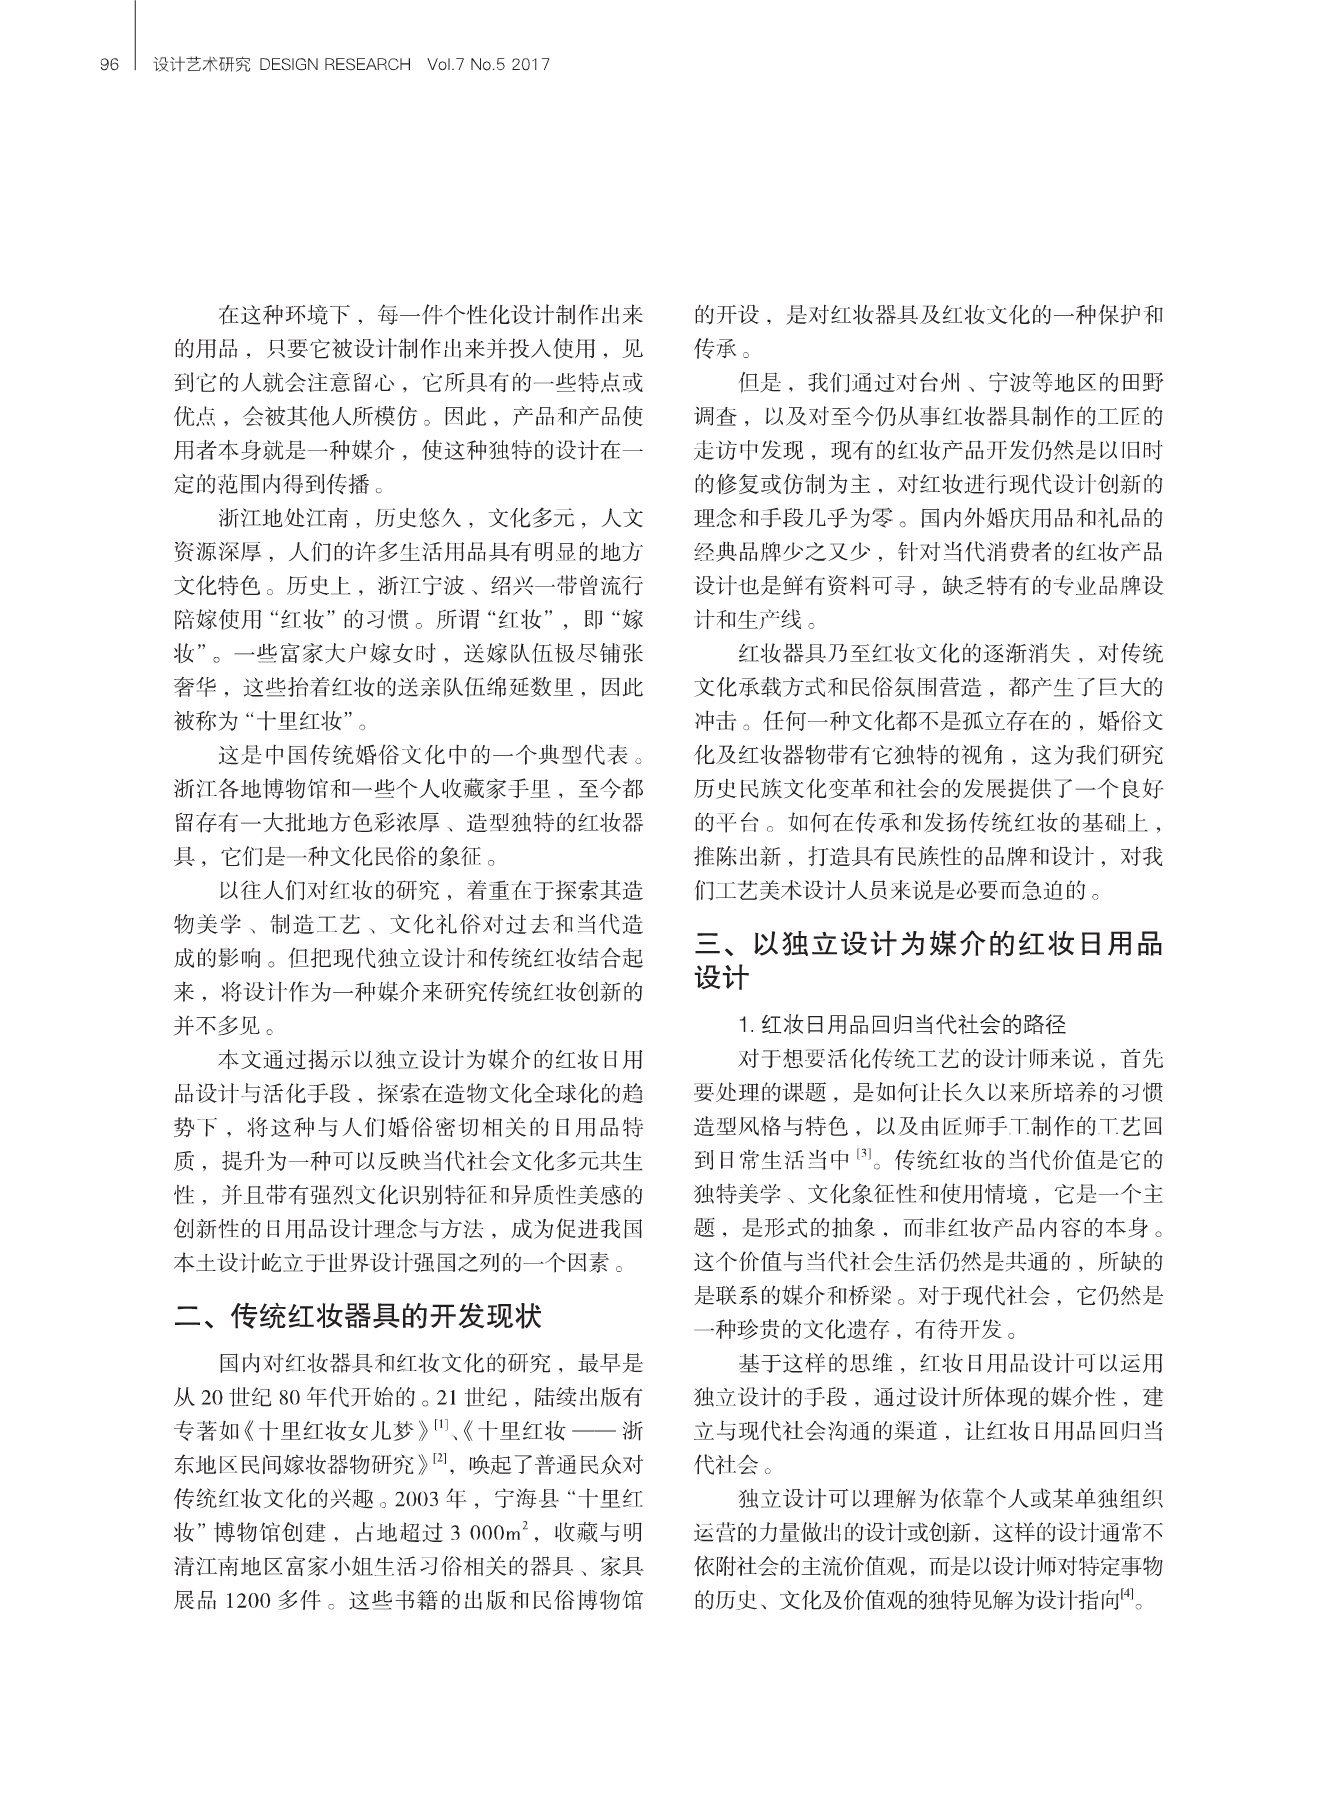 96 设计艺术研究 DESIGN RESEARCH Vol.7 No.5 2017
在这种环境下，每一件个性化设计制作出来
的用品，只要它被设计制作出来并投入使用，见
到它的人就会注意留心，它所具有的一些特点或
优点，会被其他人所模仿。因此，产品和产品使
用者本身就是一种媒介，使这种独特的设计在一
定的范围内得到传播。
浙江地处江南，历史悠久，文化多元，人文
资源深厚，人们的许多生活用品具有明显的地方
文化特色。历史上，浙江宁波、绍兴一带曾流行
陪嫁使用“红妆”的习惯。所谓“红妆”，即“嫁
妆”。一些富家大户嫁女时，送嫁队伍极尽铺张
奢华，这些抬着红妆的送亲队伍绵延数里，因此
被称为“十里红妆”。
这是中国传统婚俗文化中的一个典型代表。
浙江各地博物馆和一些个人收藏家手里，至今都
留存有一大批地方色彩浓厚、造型独特的红妆器
具，它们是一种文化民俗的象征。
以往人们对红妆的研究，着重在于探索其造
物美学、制造工艺、文化礼俗对过去和当代造
成的影响。但把现代独立设计和传统红妆结合起
来，将设计作为一种媒介来研究传统红妆创新的
并不多见。
本文通过揭示以独立设计为媒介的红妆日用
品设计与活化手段，探索在造物文化全球化的趋
势下，将这种与人们婚俗密切相关的日用品特
质，提升为一种可以反映当代社会文化多元共生
性，并且带有强烈文化识别特征和异质性美感的
创新性的日用品设计理念与方法，成为促进我国
本土设计屹立于世界设计强国之列的一个因素。
二、传统红妆器具的开发现状
国内对红妆器具和红妆文化的研究，最早是
从 20 世纪 80 年代开始的。21 世纪，陆续出版有
专著如《十里红妆女儿梦》[1]、《十里红妆 —— 浙
东地区民间嫁妆器物研究》[2]，唤起了普通民众对
传统红妆文化的兴趣。2003 年，宁海县“十里红
妆”博物馆创建，占地超过 3 000m²，收藏与明
清江南地区富家小姐生活习俗相关的器具、家具
展品 1200 多件。这些书籍的出版和民俗博物馆
的开设，是对红妆器具及红妆文化的一种保护和
传承。
但是，我们通过对台州、宁波等地区的田野
调查，以及对至今仍从事红妆器具制作的工匠的
走访中发现，现有的红妆产品开发仍然是以旧时
的修复或仿制为主，对红妆进行现代设计创新的
理念和手段几乎为零。国内外婚庆用品和礼品的
经典品牌少之又少，针对当代消费者的红妆产品
设计也是鲜有资料可寻，缺乏特有的专业品牌设
计和生产线。
红妆器具乃至红妆文化的逐渐消失，对传统
文化承载方式和民俗氛围营造，都产生了巨大的
冲击。任何一种文化都不是孤立存在的，婚俗文
化及红妆器物带有它独特的视角，这为我们研究
历史民族文化变革和社会的发展提供了一个良好
的平台。如何在传承和发扬传统红妆的基础上，
推陈出新，打造具有民族性的品牌和设计，对我
们工艺美术设计人员来说是必要而急迫的。
三、以独立设计为媒介的红妆日用品
设计
1. 红妆日用品回归当代社会的路径
对于想要活化传统工艺的设计师来说，首先
要处理的课题，是如何让长久以来所培养的习惯
造型风格与特色，以及由匠师手工制作的工艺回
到日常生活当中[3]。传统红妆的当代价值是它的
独特美学、文化象征性和使用情境，它是一个主
题，是形式的抽象，而非红妆产品内容的本身。
这个价值与当代社会生活仍然是共通的，所缺的
是联系的媒介和桥梁。对于现代社会，它仍然是
一种珍贵的文化遗存，有待开发。
基于这样的思维，红妆日用品设计可以运用
独立设计的手段，通过设计所体现的媒介性，建
立与现代社会沟通的渠道，让红妆日用品回归当
代社会。
独立设计可以理解为依靠个人或某单独组织
运营的力量做出的设计或创新，这样的设计通常不
依附社会的主流价值观，而是以设计师对特定事物
的历史、文化及价值观的独特见解为设计指向[4]。